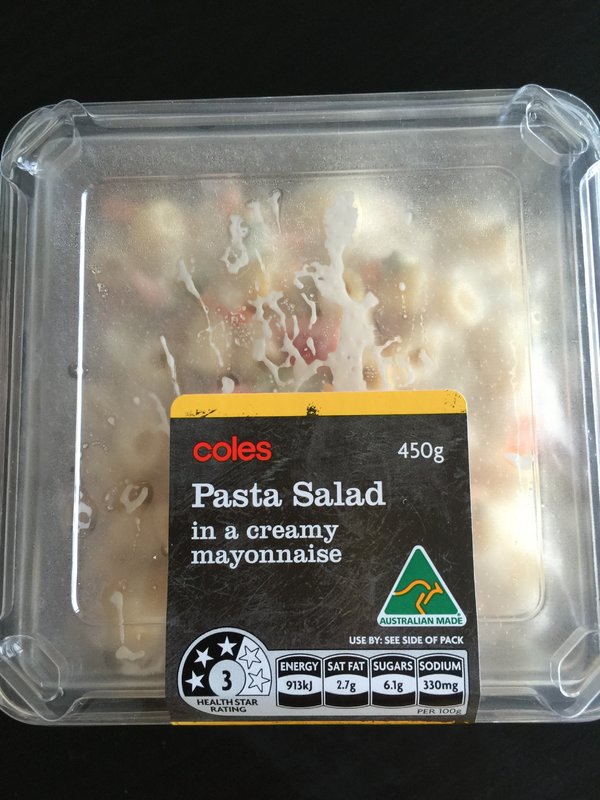 coles
450g
Pasta Salad
in a creamy
mayonnaise
AUSTRALIAN MADE
USE BY: SEE SIDE OF PACK
3
HEALTH STAR
RATING
ENERGY SAT FAT SUGARS SODIUM
913kJ 2.7g 6.1g 330mg
PER 100g